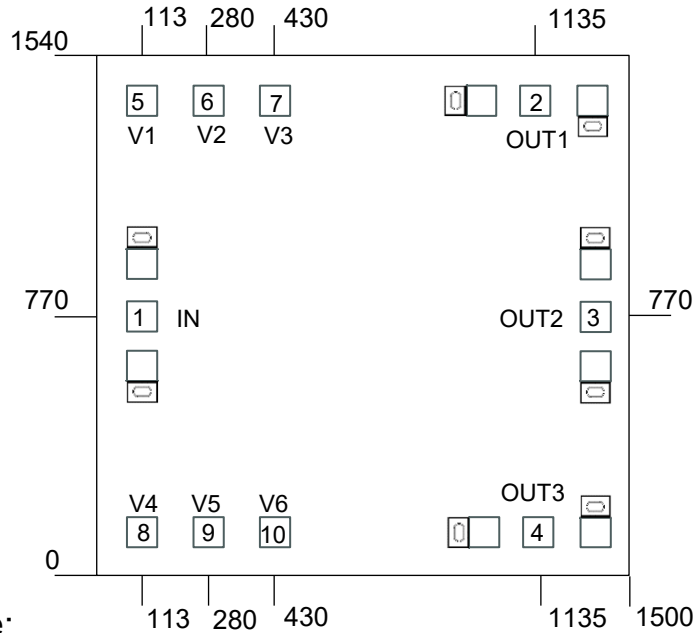 113 280 430 1135
1540
5 6 7 2
V1 V2 V3 OUT1
770 1 IN OUT2 3 770
V4 V5 V6 OUT3
8 9 10 4
0
113 280 430 1135 1500
e: